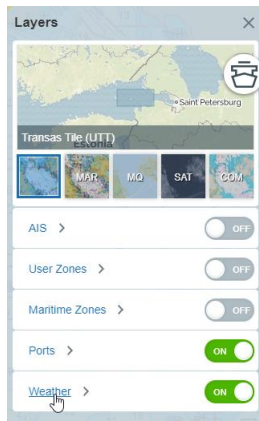 Layers
Saint Petersburg
Transas Tile (UTT)
Estonia
MAR MQ SAT COM
AIS > OFF
User Zones > OFF
Maritime Zones > OFF
Ports > ON
Weather > ON